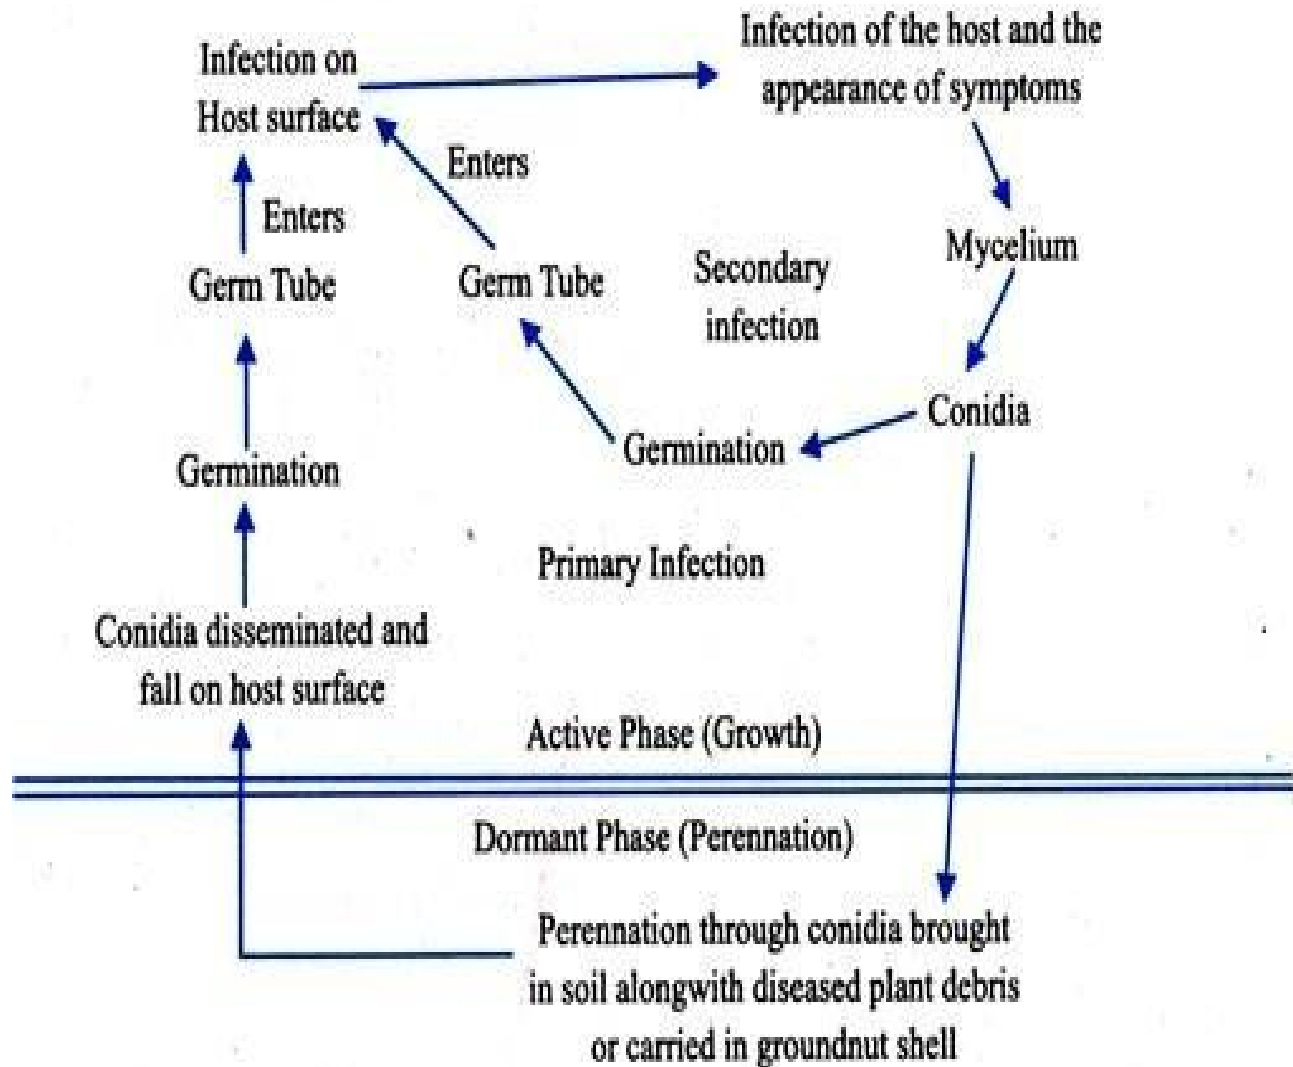 Infection on
Host surface
Infection of the host and the
appearance of symptoms
Enters
Enters
Germ Tube
Germ Tube
Secondary
infection
Mycelium
Conidia
Germination
Germination
Primary Infection
Conidia disseminated and
fall on host surface
Active Phase (Growth)
Dormant Phase (Perennation)
Perennation through conidia brought
in soil alongwith diseased plant debris
or carried in groundnut shell